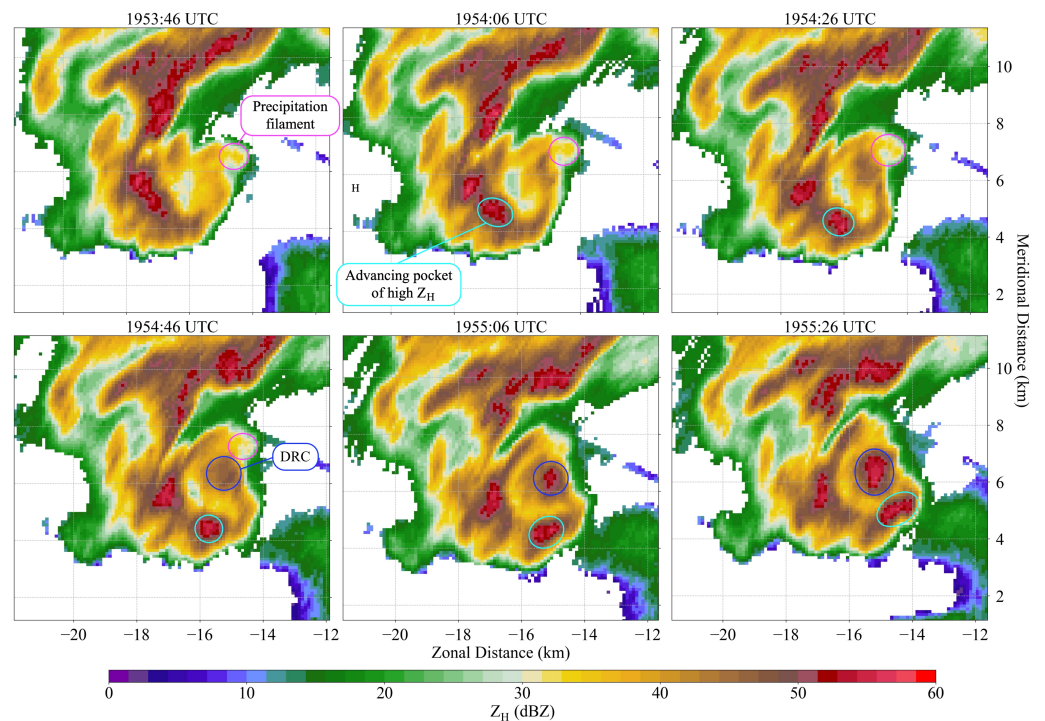 1953:46 UTC
1954:06 UTC
1954:26 UTC
Precipitation
filament
H
Advancing pocket
of high Z_H
10
8
6
4
2
1954:46 UTC
1955:06 UTC
1955:26 UTC
DRC
10
8
6
4
2
Meridional Distance (km)
−20 −18 −16 −14 −12
−20 −18 −16 −14 −12
−20 −18 −16 −14 −12
Zonal Distance (km)
0 10 20 30 40 50 60
Z_H (dBZ)